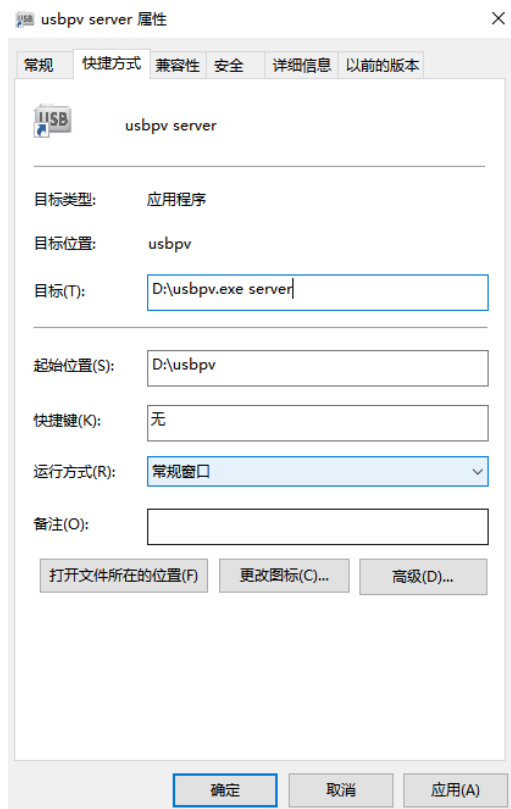 usbpv server 属性
常规 快捷方式 兼容性 安全 详细信息 以前的版本
USB
usbpv server
目标类型: 应用程序
目标位置: usbpv
目标(T): D:\usbpv.exe server
起始位置(S): D:\usbpv
快捷键(K): 无
运行方式(R): 常规窗口
备注(O):
打开文件所在的位置(F) 更改图标(C)... 高级(D)...
确定 取消 应用(A)